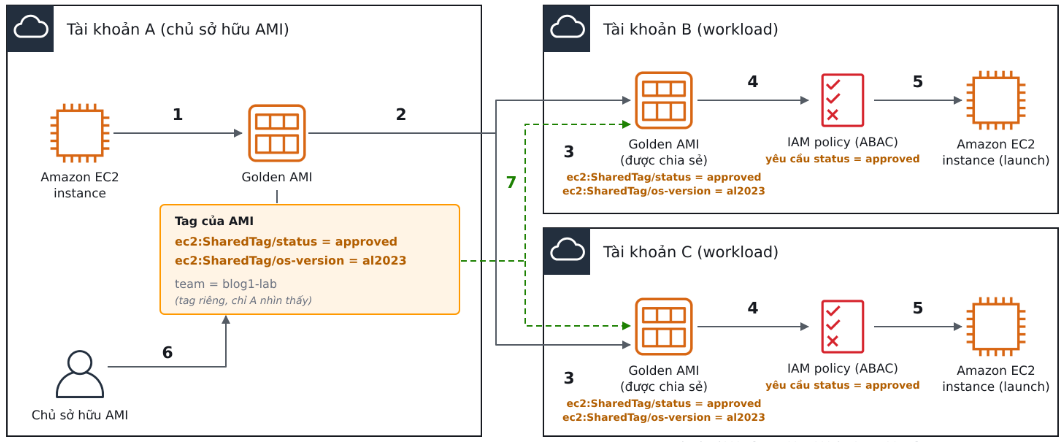 Tài khoản A (chủ sở hữu AMI)
1
2
Amazon EC2
instance
Golden AMI
Tag của AMI
ec2:SharedTag/status = approved
ec2:SharedTag/os-version = al2023
team = blog1-lab
(tag riêng, chỉ A nhìn thấy)
6
Chủ sở hữu AMI
7
Tài khoản B (workload)
4
5
3
Golden AMI
(được chia sẻ)
ec2:SharedTag/status = approved
ec2:SharedTag/os-version = al2023
IAM policy (ABAC)
yêu cầu status = approved
Amazon EC2
instance (launch)
Tài khoản C (workload)
4
5
3
Golden AMI
(được chia sẻ)
ec2:SharedTag/status = approved
ec2:SharedTag/os-version = al2023
IAM policy (ABAC)
yêu cầu status = approved
Amazon EC2
instance (launch)